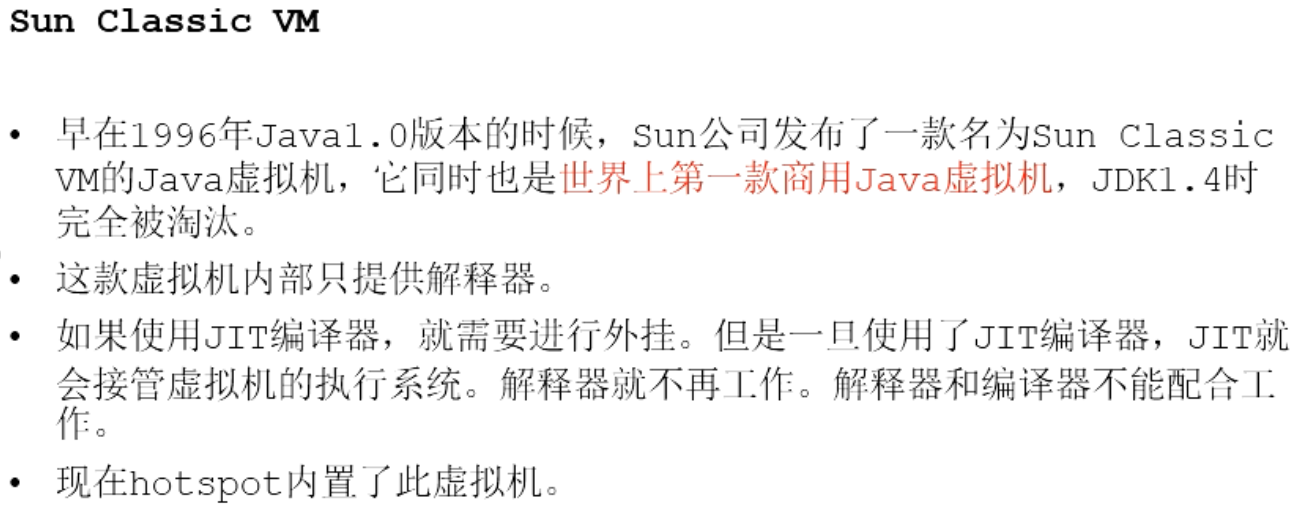 Sun Classic VM
• 早在1996年Java1.0版本的时候，Sun公司发布了一款名为Sun Classic
VM的Java虚拟机，它同时也是世界上第一款商用Java虚拟机，JDK1.4时
完全被淘汰。
• 这款虚拟机内部只提供解释器。
• 如果使用JIT编译器，就需要进行外挂。但是一旦使用了JIT编译器，JIT就
会接管虚拟机的执行系统。解释器就不再工作。解释器和编译器不能配合工
作。
• 现在hotspot内置了此虚拟机。